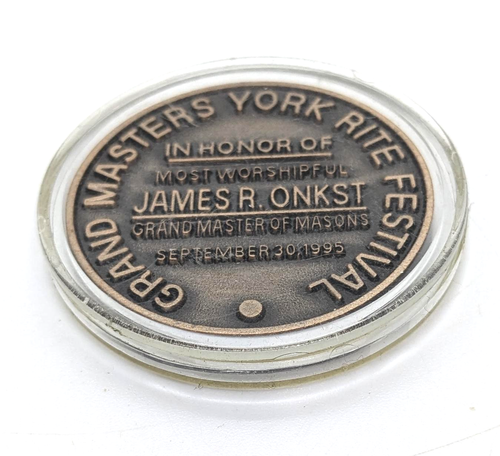 GRAND MASTERS YORK RITE FESTIVAL
IN HONOR OF
MOST WORSHIPFUL
JAMES R. ONKST
GRAND MASTER OF MASONS
SEPTEMBER 30, 1995